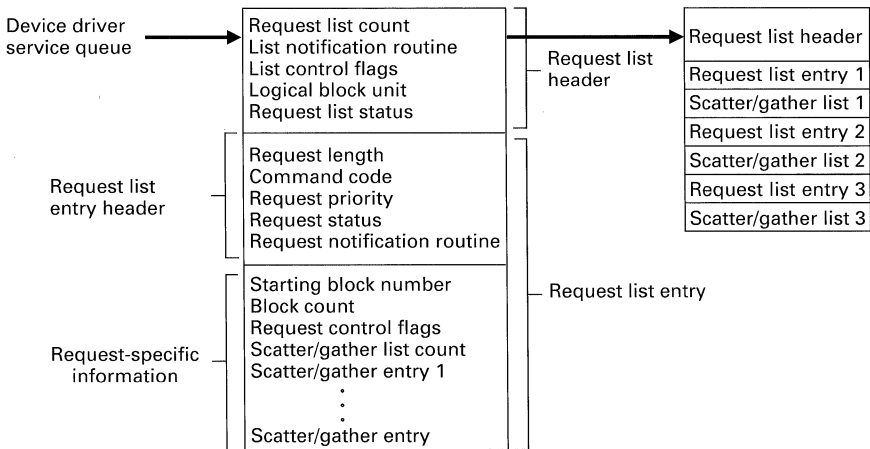 Device driver
service queue
Request list count
List notification routine
List control flags
Logical block unit
Request list status
Request list
header
Request list header
Request list entry 1
Scatter/gather list 1
Request list entry 2
Scatter/gather list 2
Request list entry 3
Scatter/gather list 3
Request list
entry header
Request length
Command code
Request priority
Request status
Request notification routine
Request list entry
Request-specific
information
Starting block number
Block count
Request control flags
Scatter/gather list count
Scatter/gather entry 1
Scatter/gather entry